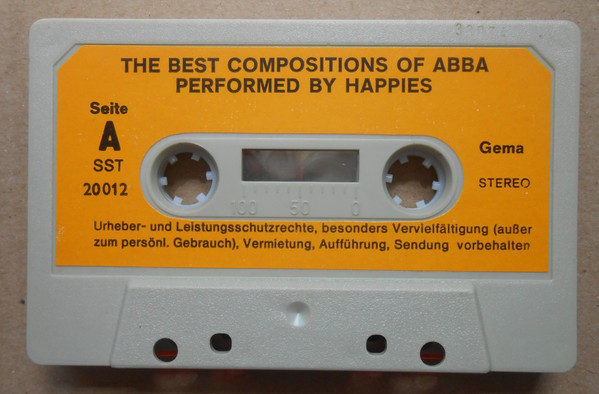 THE BEST COMPOSITIONS OF ABBA
PERFORMED BY HAPPIES
Seite
A
SST
20012
Gema
STEREO
100 50 0
Urheber- und Leistungsschutzrechte, besonders Vervielfältigung (außer
zum persönl. Gebrauch), Vermietung, Aufführung, Sendung vorbehalten